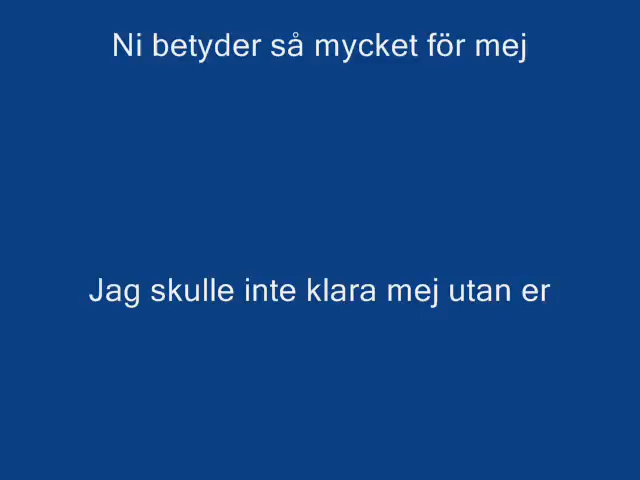 Ni betyder så mycket för mej
Jag skulle inte klara mej utan er